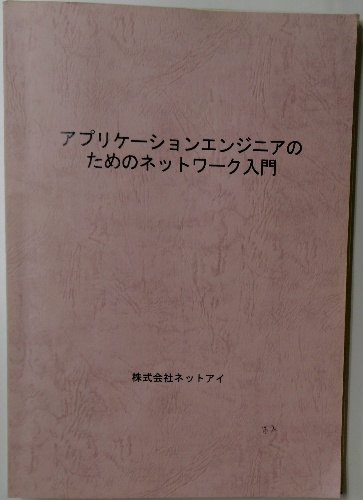 アプリケーションエンジニアの
ためのネットワーク入門
株式会社ネットアイ